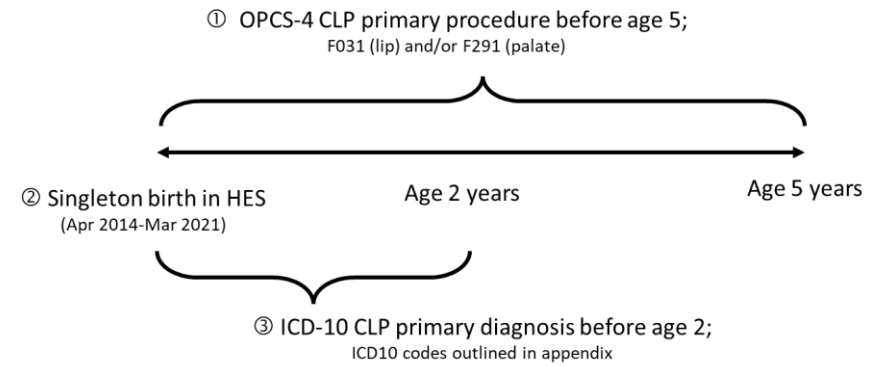 ① OPCS-4 CLP primary procedure before age 5;
F031 (lip) and/or F291 (palate)
② Singleton birth in HES
(Apr 2014-Mar 2021)
Age 2 years
Age 5 years
③ ICD-10 CLP primary diagnosis before age 2;
ICD10 codes outlined in appendix